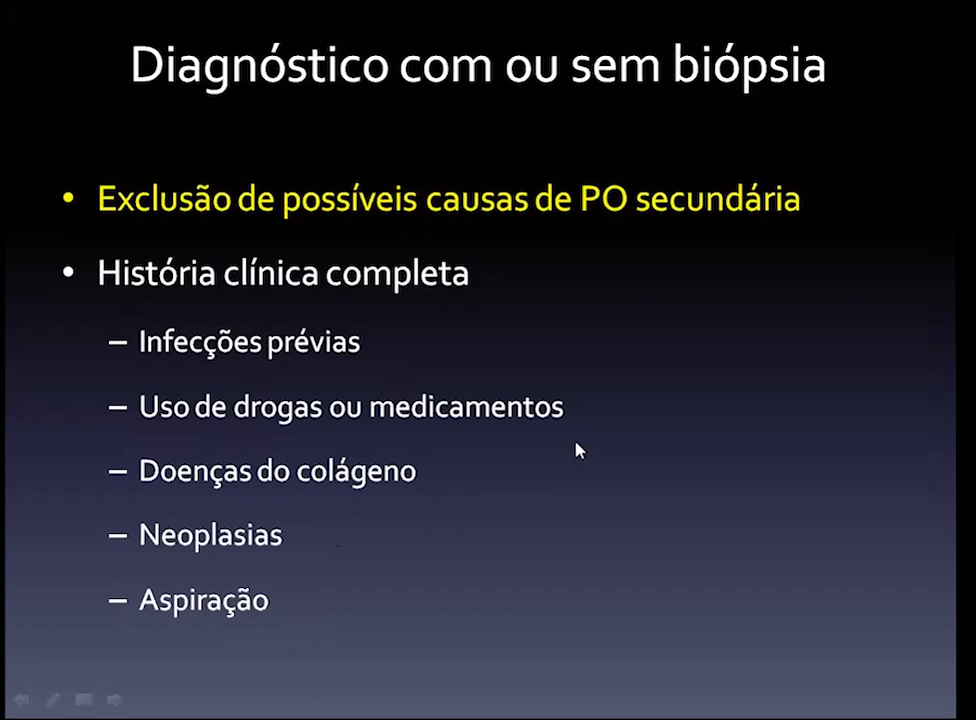 Diagnóstico com ou sem biópsia
• Exclusão de possíveis causas de PO secundária
• História clínica completa
– Infecções prévias
– Uso de drogas ou medicamentos
– Doenças do colágeno
– Neoplasias
– Aspiração